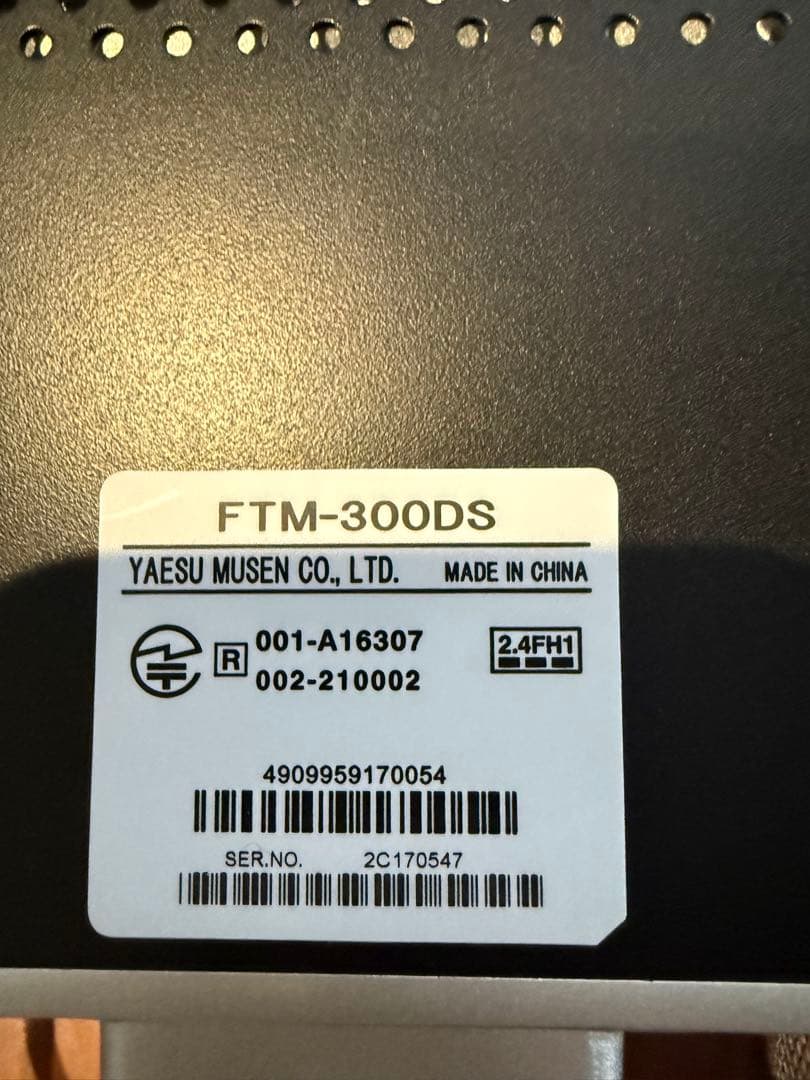 FTM-300DS
YAESU MUSEN CO., LTD. MADE IN CHINA
R 001-A16307
002-210002
2.4FH1
4909959170054
SER.NO. 2C170547